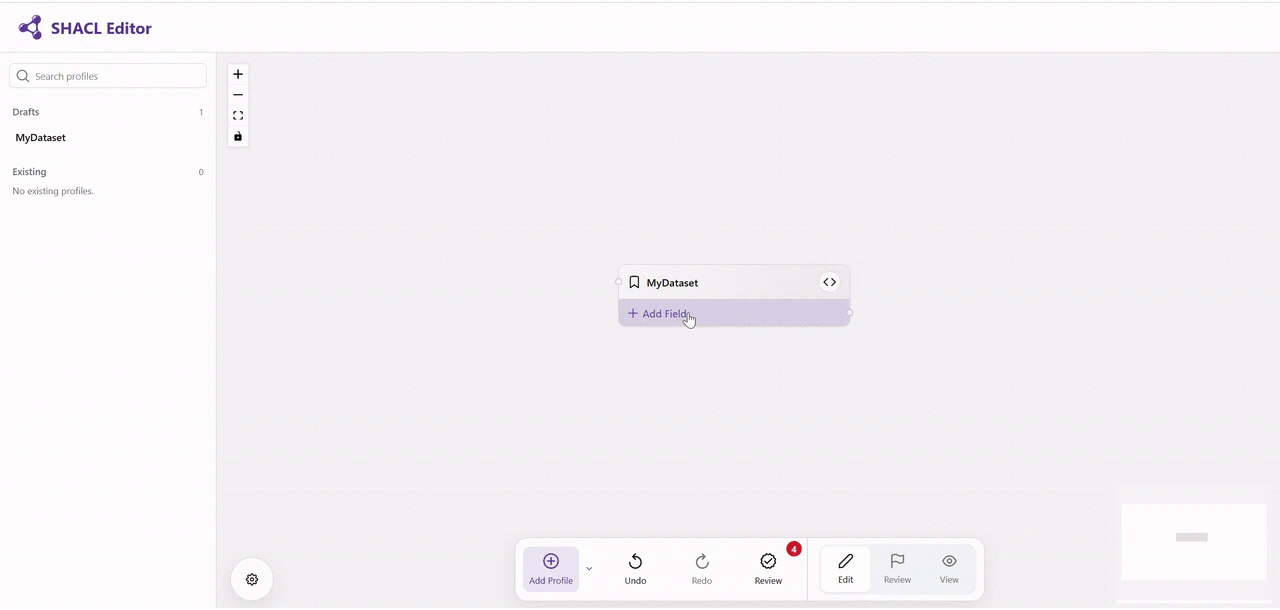 SHACL Editor
Search profiles
Drafts 1
MyDataset
Existing 0
No existing profiles.
MyDataset
Add Field
4
Add Profile Undo Redo Review Edit Review View